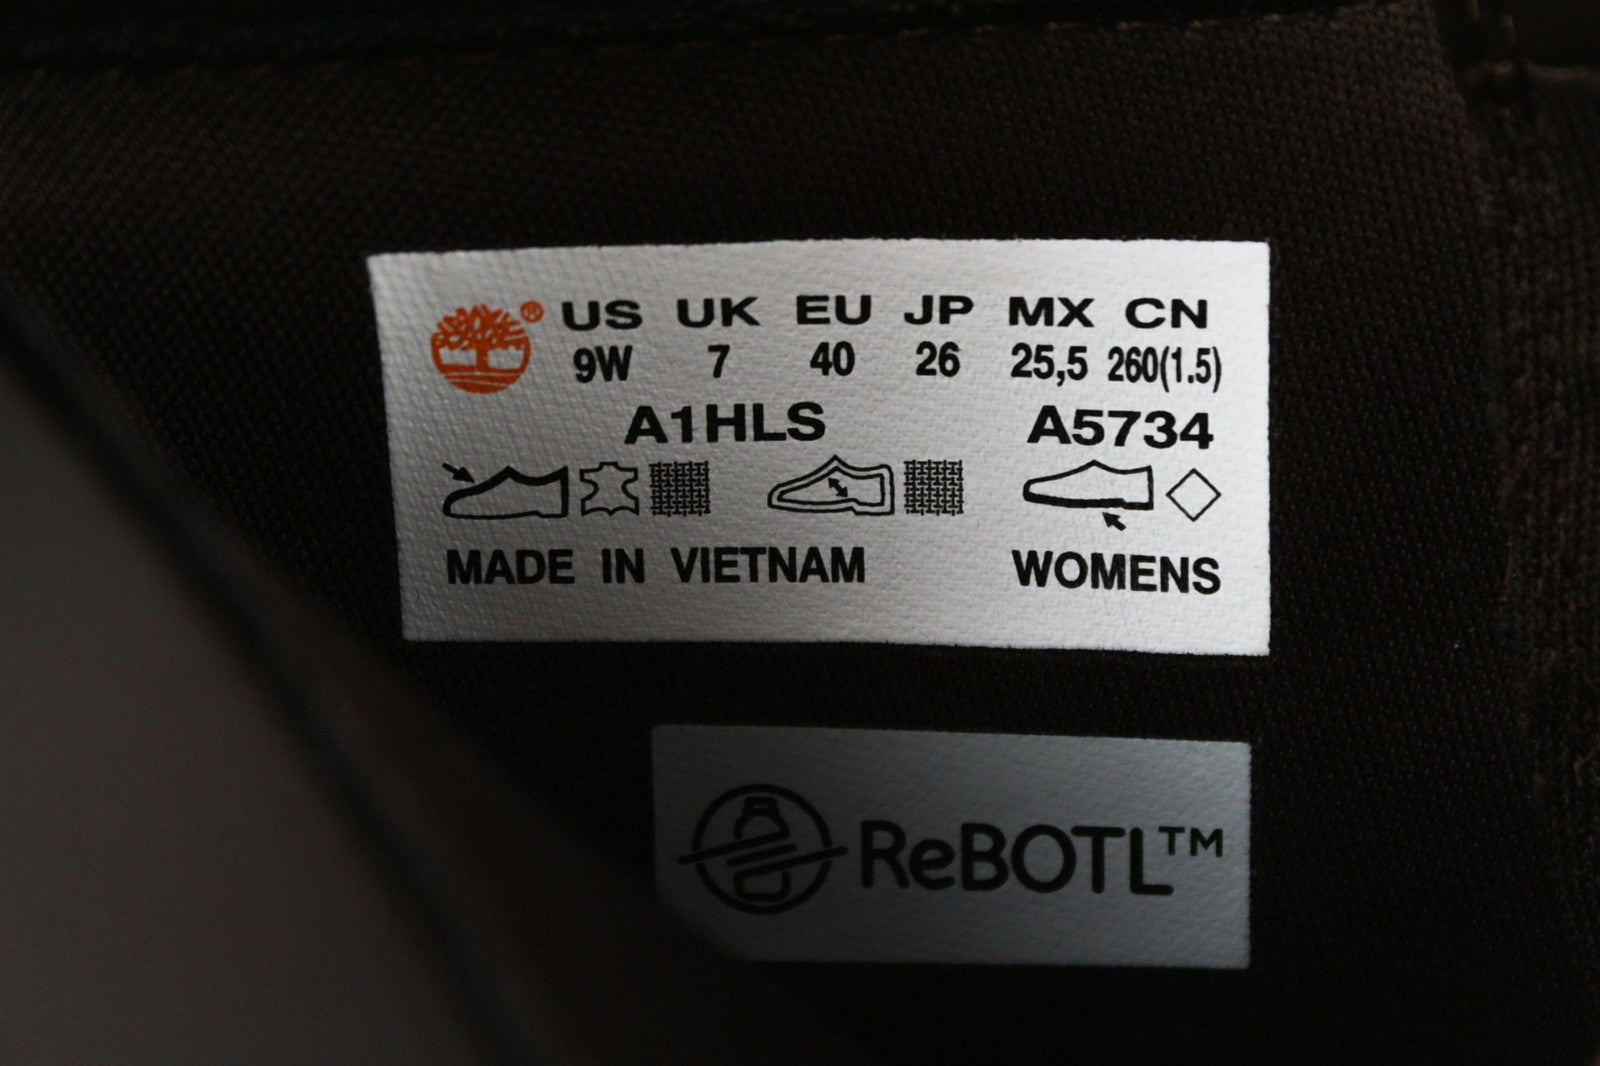 ® US UK EU JP MX CN
9W 7 40 26 25,5 260(1.5)
A1HLS A5734
MADE IN VIETNAM WOMENS
ReBOTL™